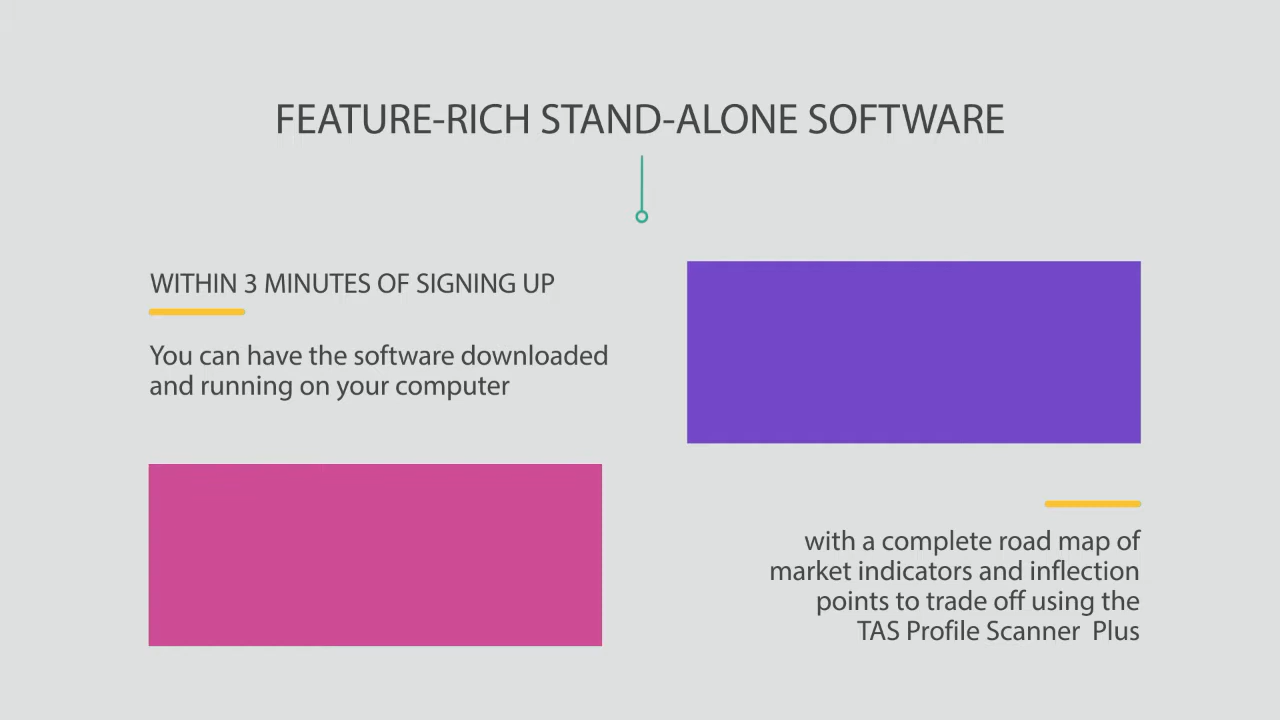 FEATURE-RICH STAND-ALONE SOFTWARE
WITHIN 3 MINUTES OF SIGNING UP
You can have the software downloaded
and running on your computer
with a complete road map of
market indicators and inflection
points to trade off using the
TAS Profile Scanner  Plus